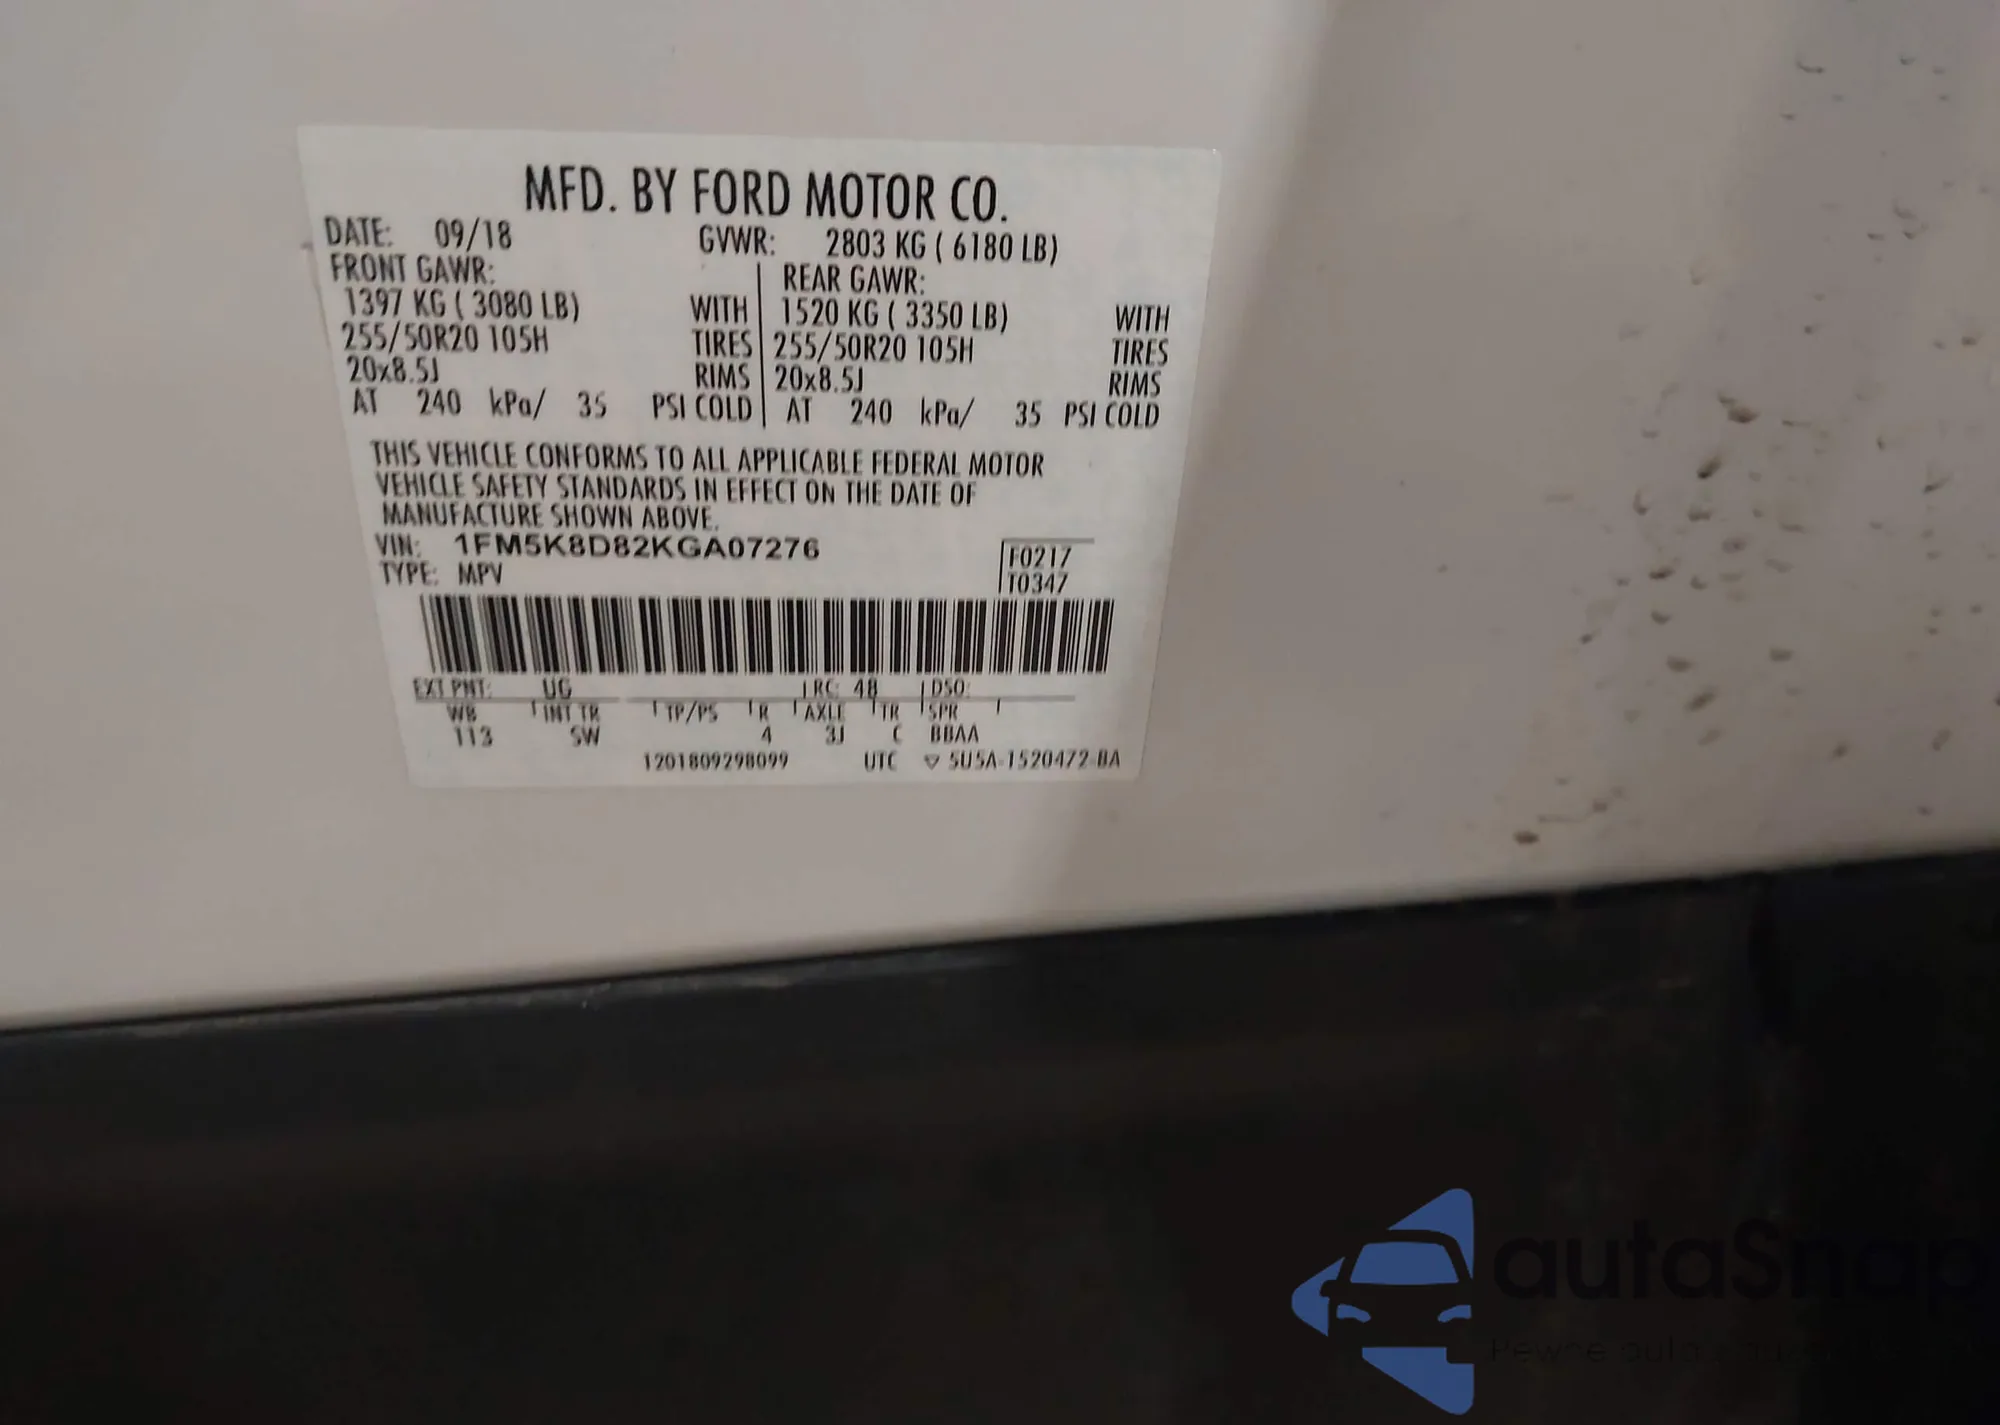 MFD. BY FORD MOTOR CO.
DATE: 09/18 GVWR: 2803 KG ( 6180 LB)
FRONT GAWR: REAR GAWR:
1397 KG ( 3080 LB) WITH 1520 KG ( 3350 LB) WITH
255/50R20 105H TIRES 255/50R20 105H TIRES
20x8.5J RIMS 20x8.5J RIMS
AT 240 kPa/ 35 PSI COLD AT 240 kPa/ 35 PSI COLD
THIS VEHICLE CONFORMS TO ALL APPLICABLE FEDERAL MOTOR
VEHICLE SAFETY STANDARDS IN EFFECT ON THE DATE OF
MANUFACTURE SHOWN ABOVE.
VIN: 1FM5K8D82KGA07276 F0217
TYPE: MPV T0347
EXT PNT: UG RC: 48 DSO:
WB INT TR TP/PS R AXLE TR SPR
113 SW 4 3J C BBAA
1201809298099 UTC ▽ 5U5A-1520472-BA
autaSnap